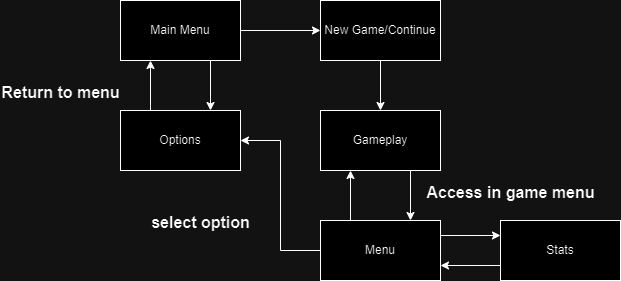 Main Menu
New Game/Continue
Return to menu
Options
Gameplay
Access in game menu
select option
Menu
Stats